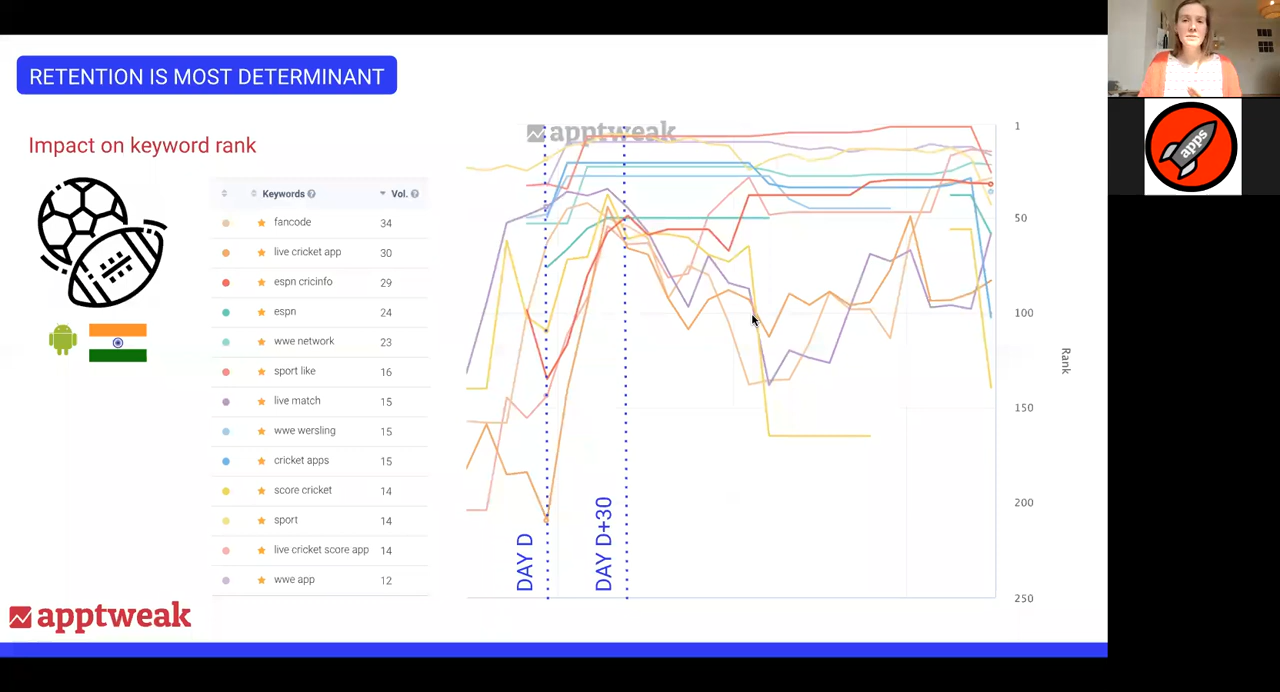 RETENTION IS MOST DETERMINANT
Impact on keyword rank
Keywords ? Vol. ?
fancode 34
live cricket app 30
espn cricinfo 29
espn 24
wwe network 23
sport like 16
live match 15
wwe wersling 15
cricket apps 15
score cricket 14
sport 14
live cricket score app 14
wwe app 12
apptweak
apptweak
DAY D
DAY D+30
1
50
100
150
200
250
Rank
apps